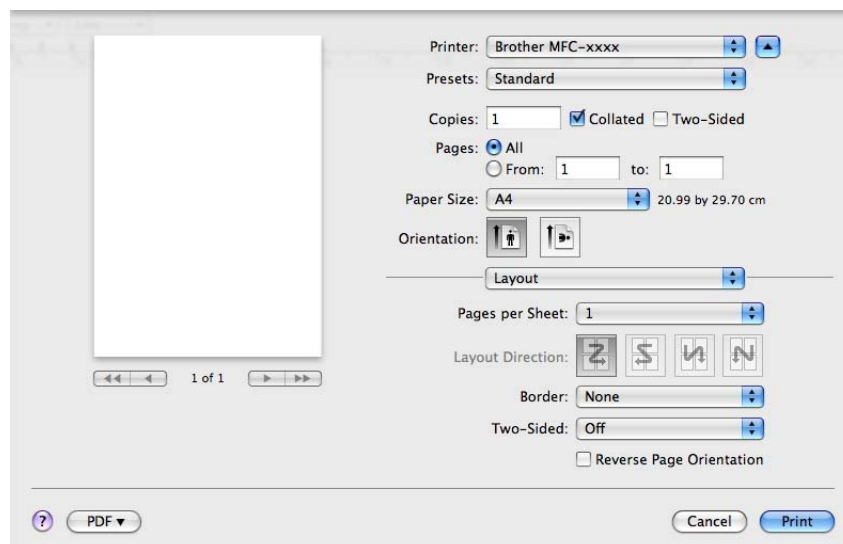 Printer: Brother MFC-xxxx
Presets: Standard
Copies: 1 Collated Two-Sided
Pages: All
From: 1 to: 1
Paper Size: A4 20.99 by 29.70 cm
Orientation:
Layout
Pages per Sheet: 1
Layout Direction:
1 of 1
Border: None
Two-Sided: Off
Reverse Page Orientation
? PDF Cancel Print